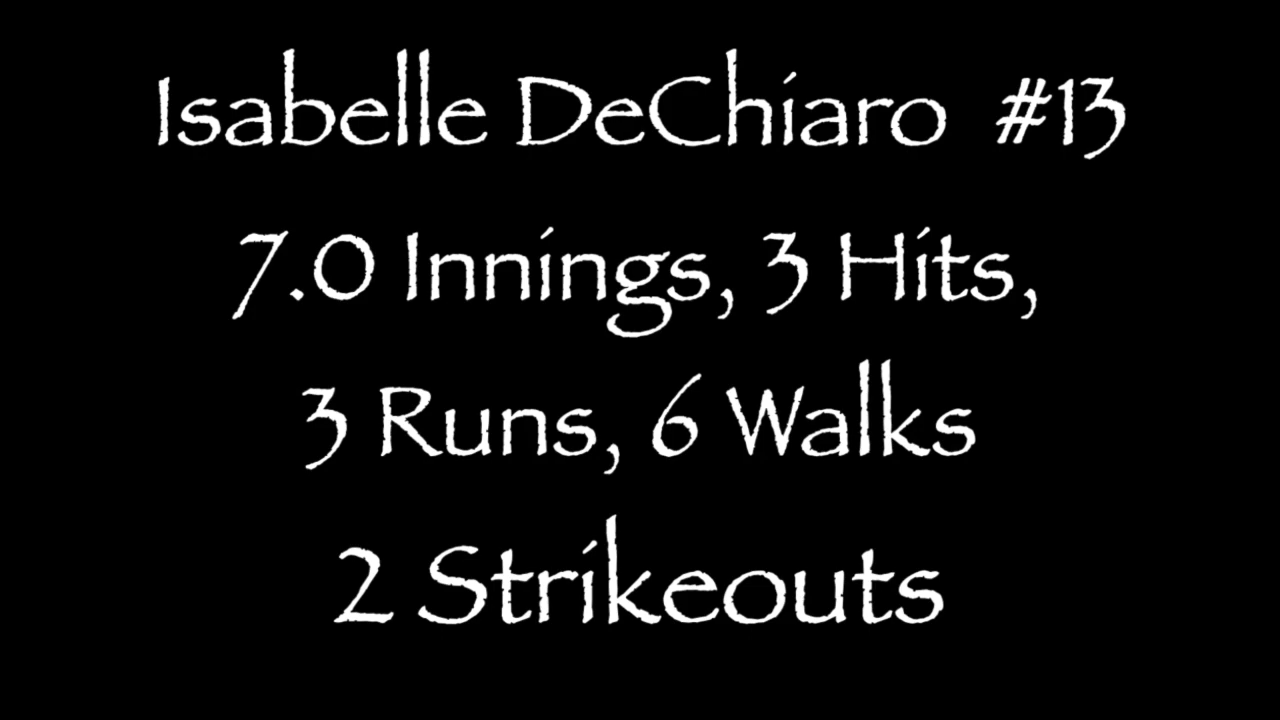 Isabelle DeChiaro #13
7.0 Innings, 3 Hits,
3 Runs, 6 Walks
2 Strikeouts